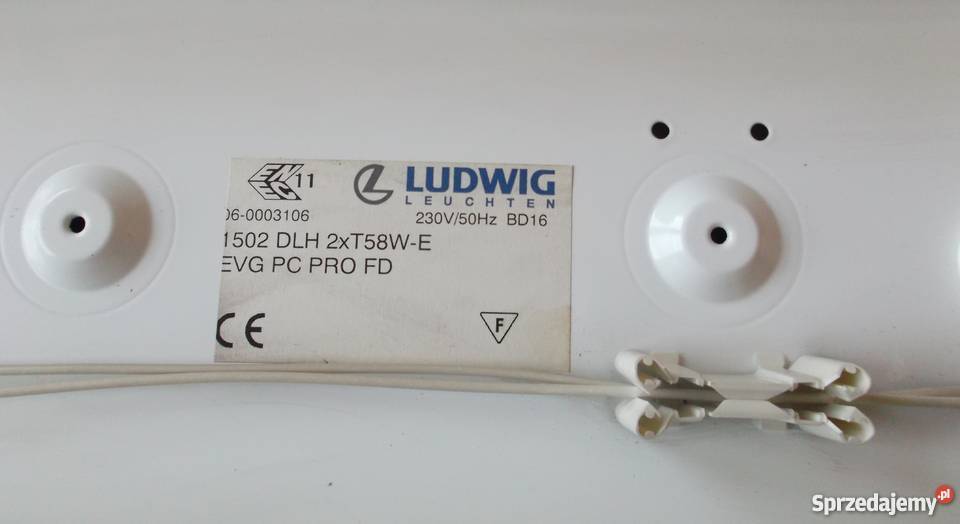 ENEC 11
LUDWIG
LEUCHTEN
06-0003106
230V/50Hz BD16
1502 DLH 2xT58W-E
EVG PC PRO FD
CE
F
Sprzedajemy.pl